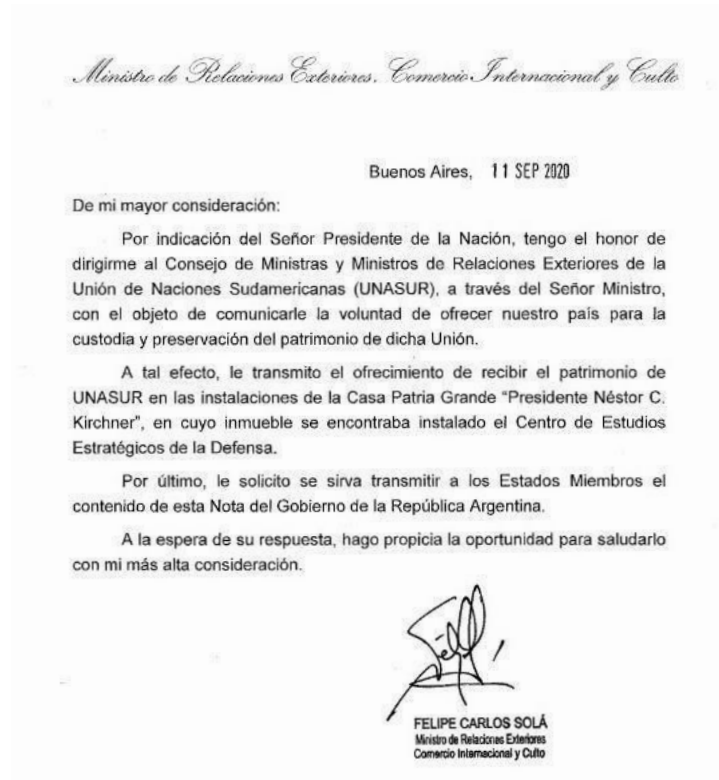 Ministro de Relaciones Exteriores, Comercio Internacional y Culto
Buenos Aires, 11 SEP 2020
De mi mayor consideración:
Por indicación del Señor Presidente de la Nación, tengo el honor de
dirigirme al Consejo de Ministras y Ministros de Relaciones Exteriores de la
Unión de Naciones Sudamericanas (UNASUR), a través del Señor Ministro,
con el objeto de comunicarle la voluntad de ofrecer nuestro país para la
custodia y preservación del patrimonio de dicha Unión.
A tal efecto, le transmito el ofrecimiento de recibir el patrimonio de
UNASUR en las instalaciones de la Casa Patria Grande "Presidente Néstor C.
Kirchner", en cuyo inmueble se encontraba instalado el Centro de Estudios
Estratégicos de la Defensa.
Por último, le solicito se sirva transmitir a los Estados Miembros el
contenido de esta Nota del Gobierno de la República Argentina.
A la espera de su respuesta, hago propicia la oportunidad para saludarlo
con mi más alta consideración.
FELIPE CARLOS SOLÁ
Ministro de Relaciones Exteriores
Comercio Internacional y Culto